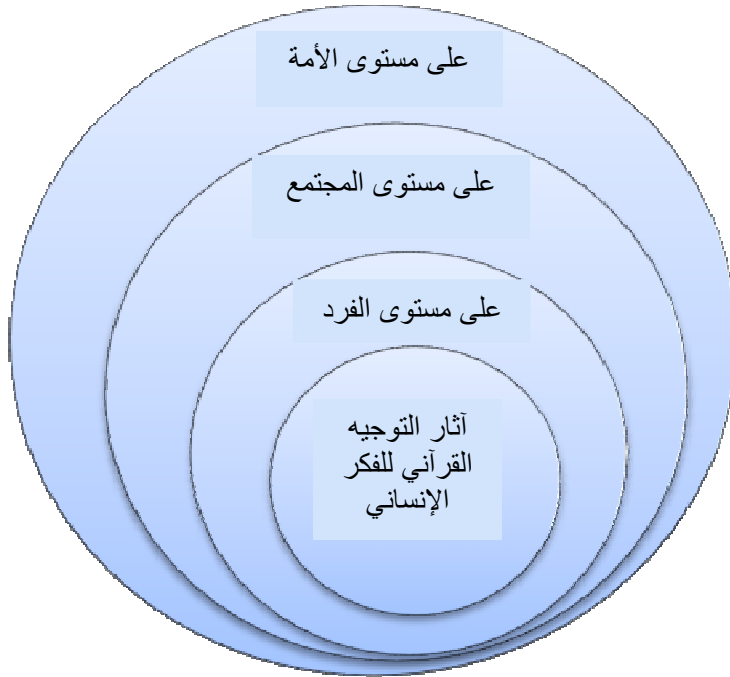 على مستوى الأمة
على مستوى المجتمع
على مستوى الفرد
آثار التوجيه
القرآني للفكر
الإنساني